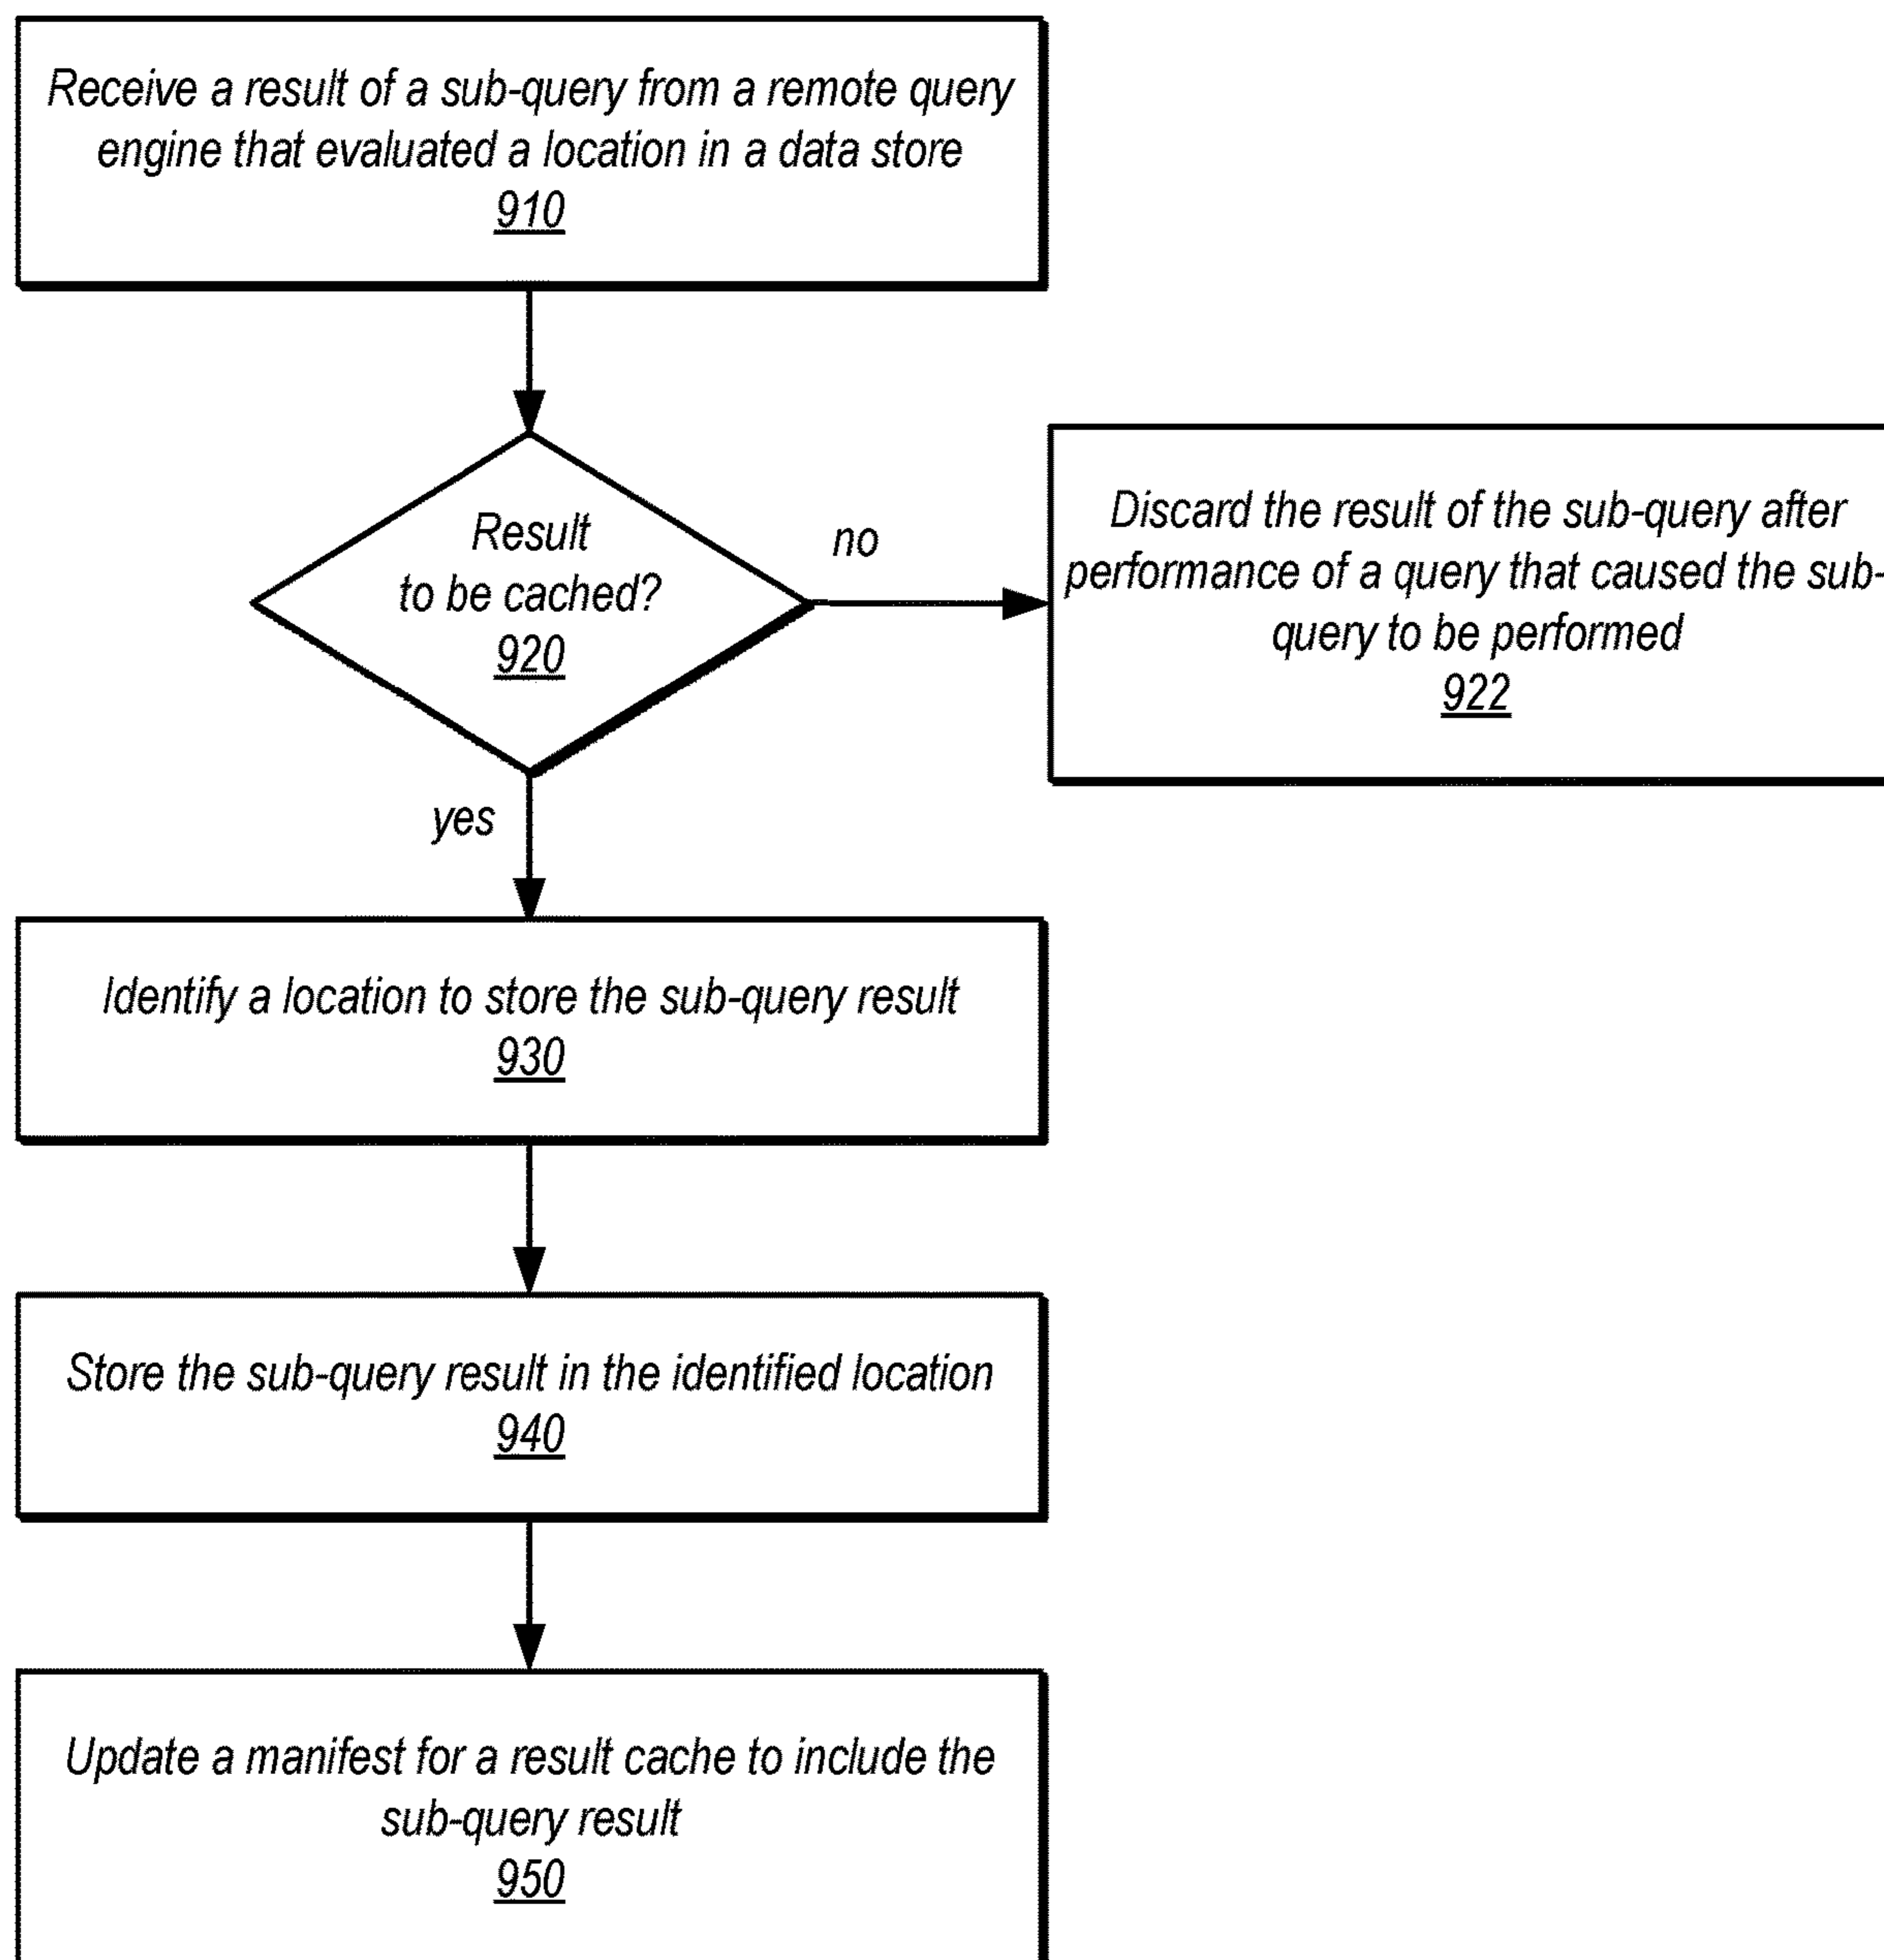 Receive a result of a sub-query from a remote query
engine that evaluated a location in a data store
910
Result
to be cached?
920
no
Discard the result of the sub-query after
performance of a query that caused the sub-
query to be performed
922
yes
Identify a location to store the sub-query result
930
Store the sub-query result in the identified location
940
Update a manifest for a result cache to include the
sub-query result
950